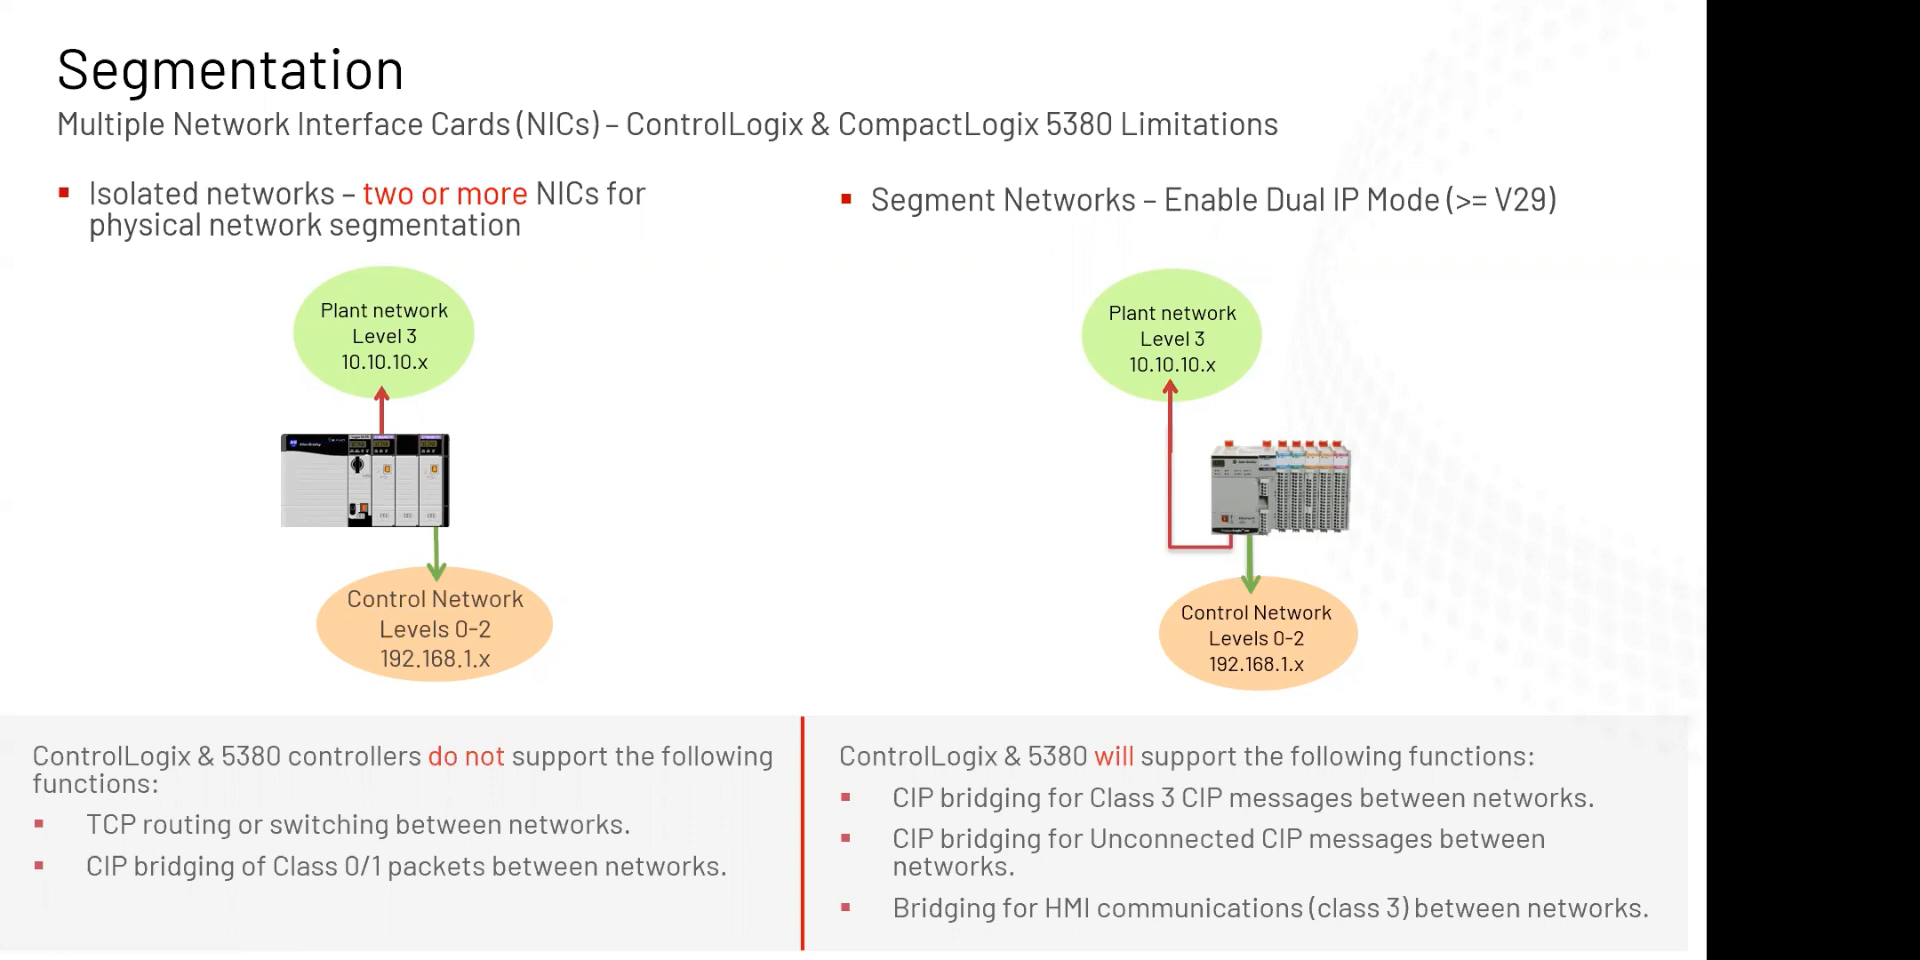 Segmentation
Multiple Network Interface Cards (NICs) – ControlLogix & CompactLogix 5380 Limitations
Isolated networks – two or more NICs for
physical network segmentation
Segment Networks – Enable Dual IP Mode (>= V29)
Plant network
Level 3
10.10.10.x
Control Network
Levels 0-2
192.168.1.x
Plant network
Level 3
10.10.10.x
Control Network
Levels 0-2
192.168.1.x
ControlLogix & 5380 controllers do not support the following
functions:
TCP routing or switching between networks.
CIP bridging of Class 0/1 packets between networks.
ControlLogix & 5380 will support the following functions:
CIP bridging for Class 3 CIP messages between networks.
CIP bridging for Unconnected CIP messages between
networks.
Bridging for HMI communications (class 3) between networks.